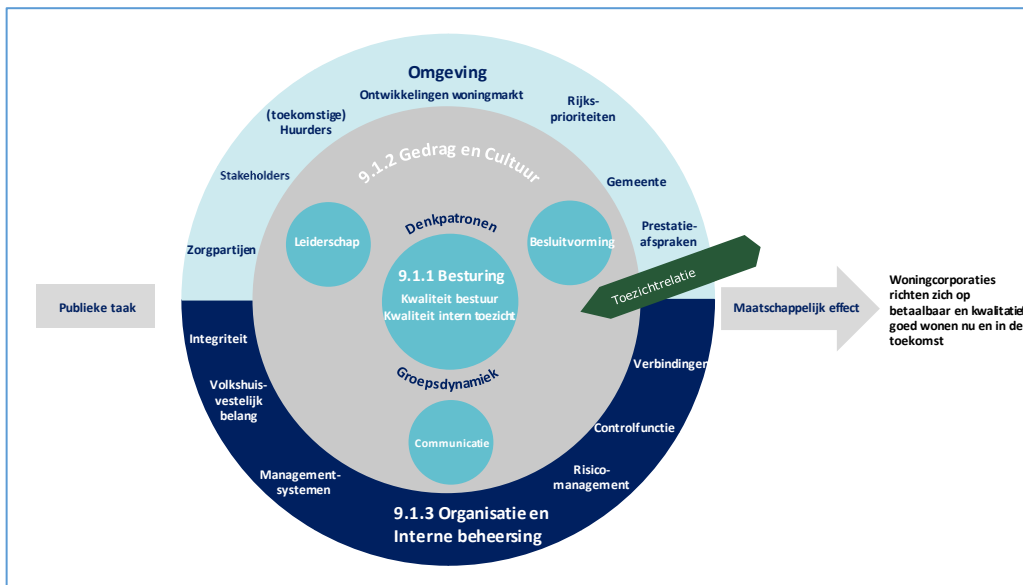 Omgeving
Ontwikkelingen woningmarkt
(toekomstige)
Huurders
Rijks-
prioriteiten
Stakeholders
Gemeente
Zorgpartijen
Prestatie-
afspraken
9.1.2 Gedrag en Cultuur
Leiderschap
Denkpatronen
Besluitvorming
9.1.1 Besturing
Kwaliteit bestuur
Kwaliteit intern toezicht
Groepsdynamiek
Communicatie
Toezichtrelatie
Publieke taak
Maatschappelijk effect
Woningcorporaties
richten zich op
betaalbaar en kwalitatief
goed wonen nu en in de
toekomst
Integriteit
Volkshuis-
vestelijk
belang
Management-
systemen
Verbindingen
Controlfunctie
Risico-
management
9.1.3 Organisatie en
Interne beheersing